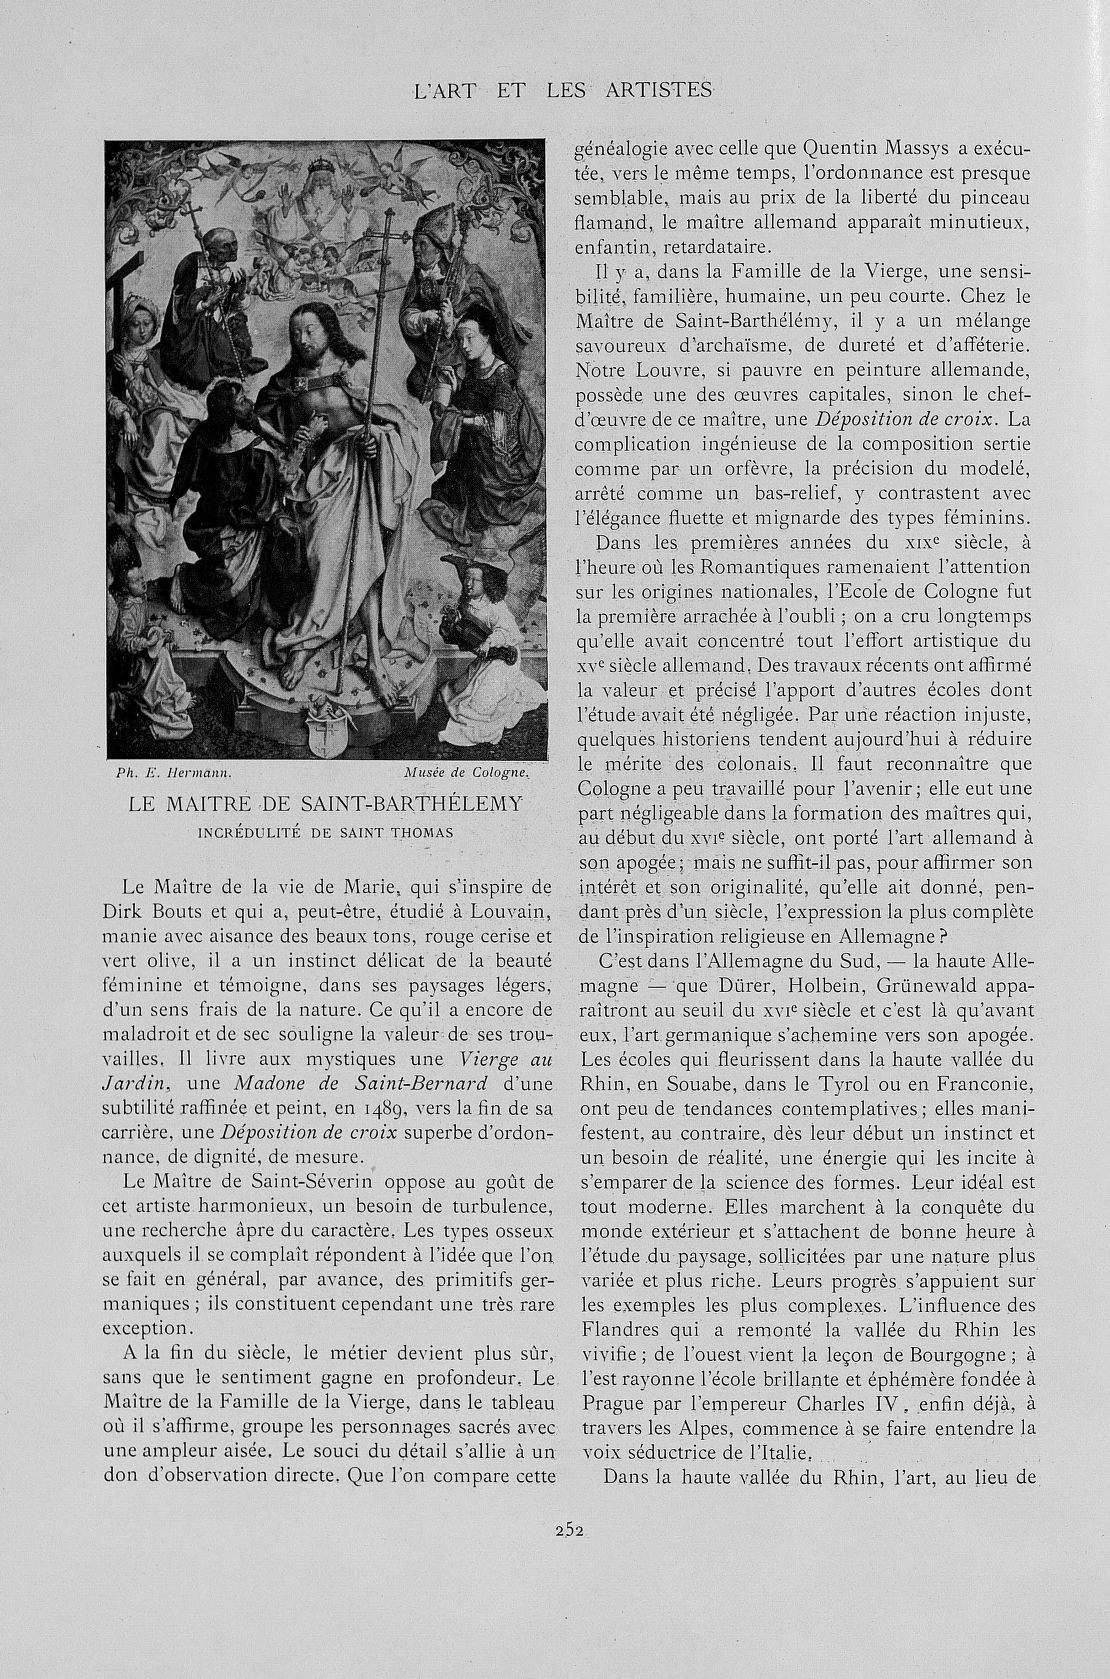 L'ART ET LES ARTISTES
Ph. E. Hermann.
Musée de Cologne.
LE MAITRE DE SAINT-BARTHÉLEMY
INCRÉDULITÉ DE SAINT THOMAS
Le Maître de la vie de Marie, qui s'inspire de
Dirk Bouts et qui a, peut-être, étudié à Louvain,
manie avec aisance des beaux tons, rouge cerise et
vert olive, il a un instinct délicat de la beauté
féminine et témoigne, dans ses paysages légers,
d'un sens frais de la nature. Ce qu'il a encore de
maladroit et de sec souligne la valeur de ses trou-
vailles. Il livre aux mystiques une Vierge au
Jardin, une Madone de Saint-Bernard d'une
subtilité raffinée et peint, en 1489, vers la fin de sa
carrière, une Déposition de croix superbe d'ordon-
nance, de dignité, de mesure.
Le Maître de Saint-Séverin oppose au goût de
cet artiste harmonieux, un besoin de turbulence,
une recherche âpre du caractère. Les types osseux
auxquels il se complaît répondent à l'idée que l'on
se fait en général, par avance, des primitifs ger-
maniques ; ils constituent cependant une très rare
exception.
A la fin du siècle, le métier devient plus sûr,
sans que le sentiment gagne en profondeur. Le
Maître de la Famille de la Vierge, dans le tableau
où il s'affirme, groupe les personnages sacrés avec
une ampleur aisée. Le souci du détail s'allie à un
don d'observation directe. Que l'on compare cette
généalogie avec celle que Quentin Massys a exécu-
tée, vers le même temps, l'ordonnance est presque
semblable, mais au prix de la liberté du pinceau
flamand, le maître allemand apparaît minutieux,
enfantin, retardataire.
Il y a, dans la Famille de la Vierge, une sensi-
bilité, familière, humaine, un peu courte. Chez le
Maître de Saint-Barthélémy, il y a un mélange
savoureux d'archaïsme, de dureté et d'afféterie.
Notre Louvre, si pauvre en peinture allemande,
possède une des œuvres capitales, sinon le chef-
d'œuvre de ce maître, une Déposition de croix. La
complication ingénieuse de la composition sertie
comme par un orfèvre, la précision du modelé,
arrêté comme un bas-relief, y contrastent avec
l'élégance fluette et mignarde des types féminins.
Dans les premières années du XIXe siècle, à
l'heure où les Romantiques ramenaient l'attention
sur les origines nationales, l'Ecole de Cologne fut
la première arrachée à l'oubli ; on a cru longtemps
qu'elle avait concentré tout l'effort artistique du
XVe siècle allemand. Des travaux récents ont affirmé
la valeur et précisé l'apport d'autres écoles dont
l'étude avait été négligée. Par une réaction injuste,
quelques historiens tendent aujourd'hui à réduire
le mérite des colonais. Il faut reconnaître que
Cologne a peu travaillé pour l'avenir ; elle eut une
part négligeable dans la formation des maîtres qui,
au début du XVIe siècle, ont porté l'art allemand à
son apogée ; mais ne suffit-il pas, pour affirmer son
intérêt et son originalité, qu'elle ait donné, pen-
dant près d'un siècle, l'expression la plus complète
de l'inspiration religieuse en Allemagne ?
C'est dans l'Allemagne du Sud, — la haute Alle-
magne — que Dürer, Holbein, Grünewald appa-
raîtront au seuil du XVIe siècle et c'est là qu'avant
eux, l'art germanique s'achemine vers son apogée.
Les écoles qui fleurissent dans la haute vallée du
Rhin, en Souabe, dans le Tyrol ou en Franconie,
ont peu de tendances contemplatives ; elles mani-
festent, au contraire, dès leur début un instinct et
un besoin de réalité, une énergie qui les incite à
s'emparer de la science des formes. Leur idéal est
tout moderne. Elles marchent à la conquête du
monde extérieur et s'attachent de bonne heure à
l'étude du paysage, sollicitées par une nature plus
variée et plus riche. Leurs progrès s'appuient sur
les exemples les plus complexes. L'influence des
Flandres qui a remonté la vallée du Rhin les
vivifie ; de l'ouest vient la leçon de Bourgogne ; à
l'est rayonne l'école brillante et éphémère fondée à
Prague par l'empereur Charles IV, enfin déjà, à
travers les Alpes, commence à se faire entendre la
voix séductrice de l'Italie.
Dans la haute vallée du Rhin, l'art, au lieu de
252